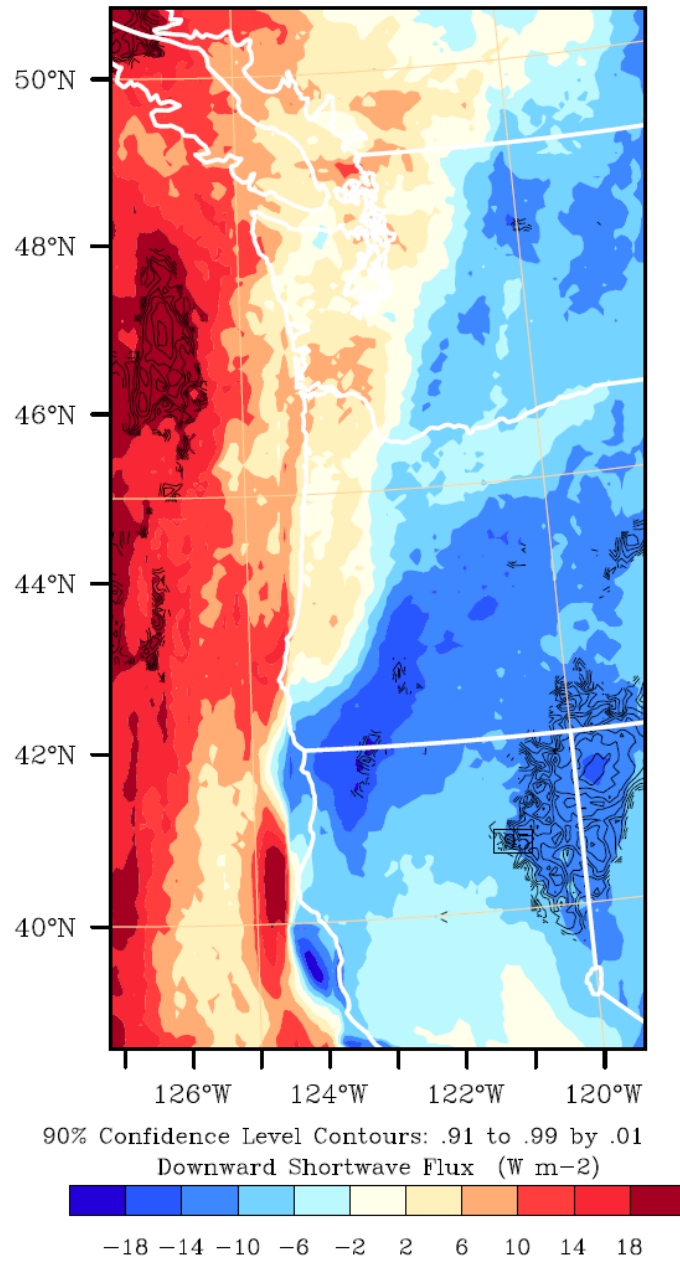 50°N
48°N
46°N
44°N
42°N
40°N
126°W 124°W 122°W 120°W
90% Confidence Level Contours: .91 to .99 by .01
Downward Shortwave Flux (W m-2)
-18 -14 -10 -6 -2 2 6 10 14 18